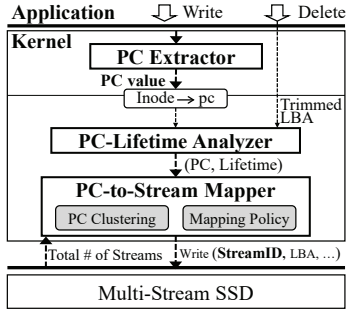 Application
Write
Delete
Kernel
PC Extractor
PC value
Inode → pc
Trimmed
LBA
PC-Lifetime Analyzer
(PC, Lifetime)
PC-to-Stream Mapper
PC Clustering
Mapping Policy
Total # of Streams
Write (StreamID, LBA, ...)
Multi-Stream SSD